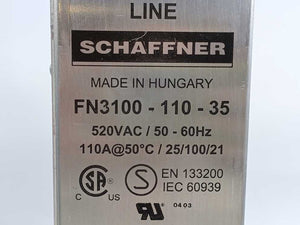 LINE
SCHAFFNER
MADE IN HUNGARY
FN3100 - 110 - 35
520VAC / 50 - 60Hz
110A@50°C / 25/100/21
EN 133200
IEC 60939
C US
0403